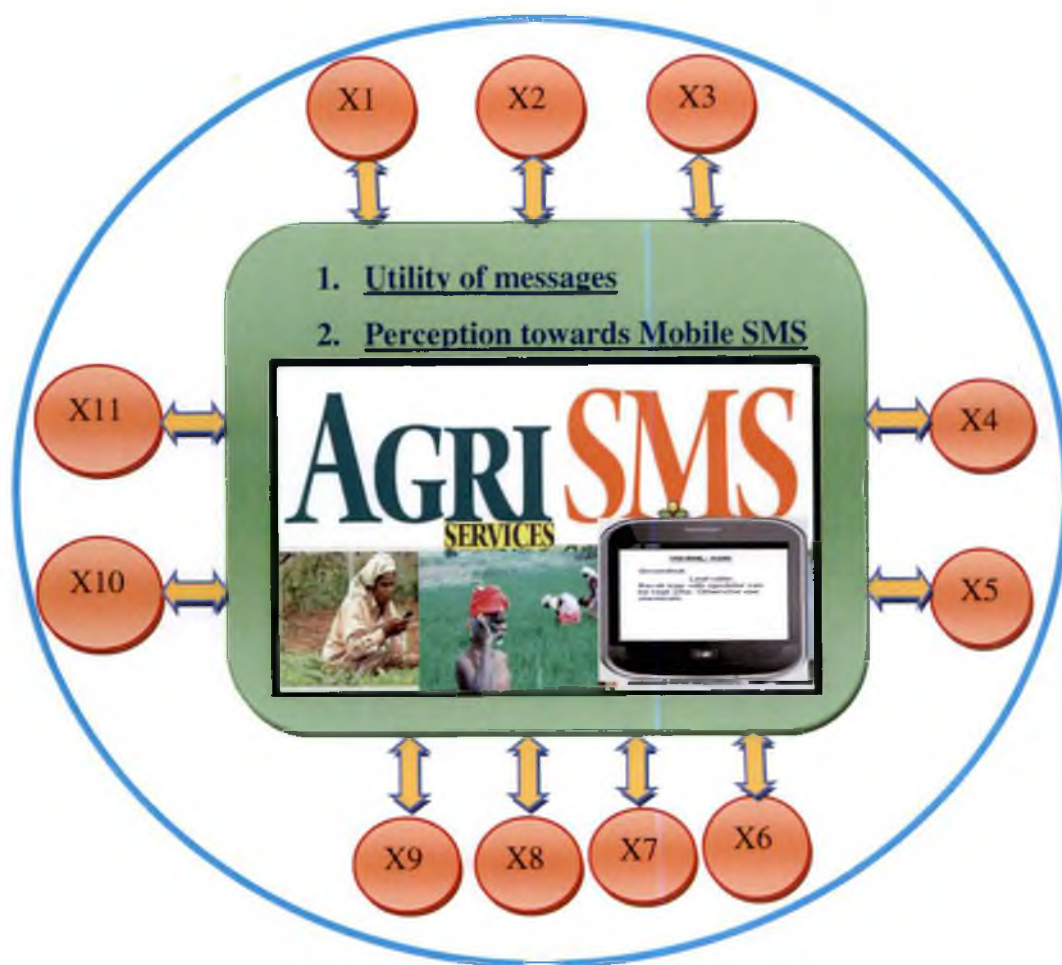 X1 X2 X3
1. Utility of messages
2. Perception towards Mobile SMS
X11 X4
AGRI SMS
SERVICES
X10 X5
X9 X8 X7 X6